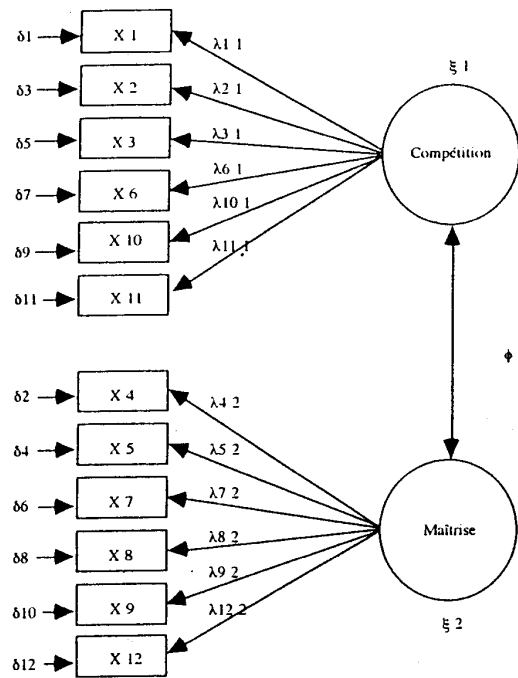 δ1
X 1
λ1 1
ξ 1
δ3
X 2
λ2 1
δ5
X 3
λ3 1
Compétition
δ7
X 6
λ6 1
δ9
X 10
λ10 1
δ11
X 11
λ11 1
ϕ
δ2
X 4
λ4 2
δ4
X 5
λ5 2
δ6
X 7
λ7 2
Maîtrise
δ8
X 8
λ8 2
δ10
X 9
λ9 2
δ12
X 12
λ12 2
ξ 2